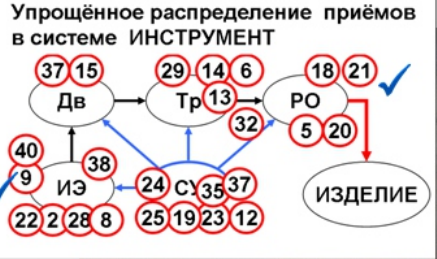 Упрощённое распределение приёмов
в системе ИНСТРУМЕНТ
37 15 29 14 6 18 21
Дв Тр 13 РО
32 5 20
40
9 38 24 35 37
ИЭ СУ ИЗДЕЛИЕ
22 2 28 8 25 19 23 12